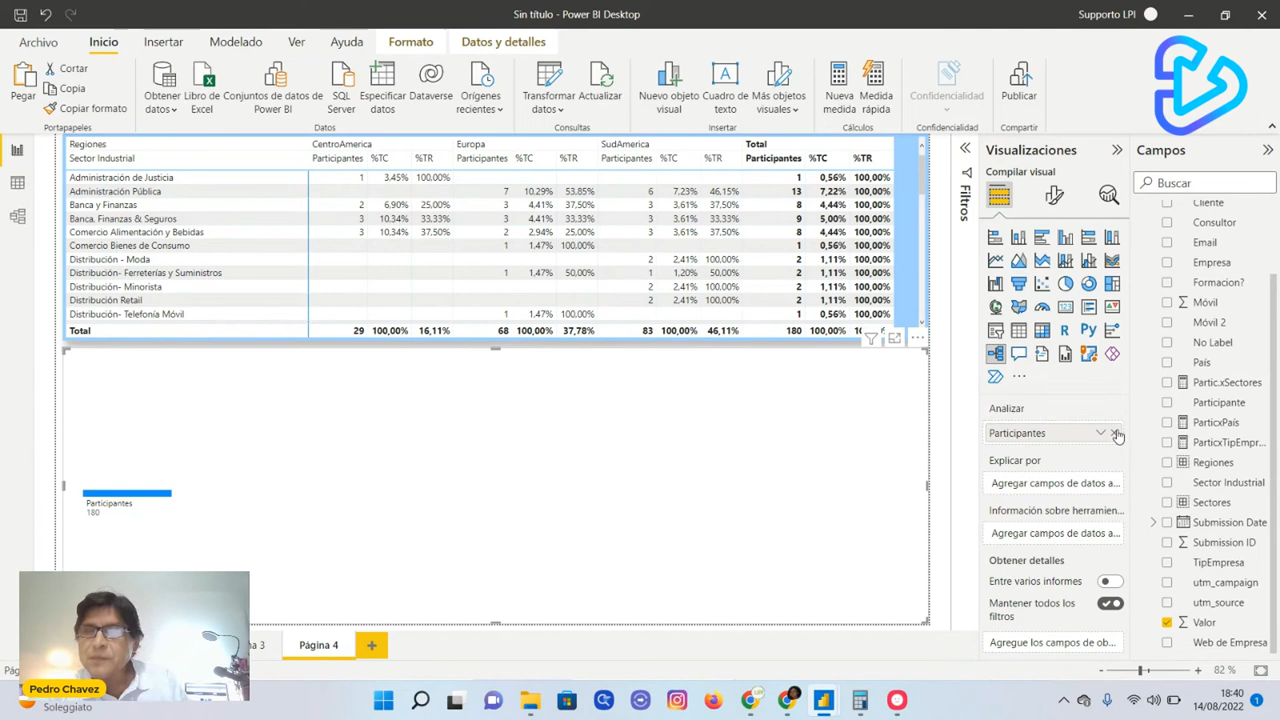 Sin título - Power BI Desktop
Supporto LPI
Archivo Inicio Insertar Modelado Ver Ayuda Formato Datos y detalles
Pegar
Cortar
Copia
Copiar formato
Obtener datos
Libro de Excel
Conjuntos de datos de Power BI
SQL Server
Especificar datos
Dataverse
Orígenes recientes
Transformar datos
Actualizar
Nuevo objeto visual
Cuadro de texto
Más objetos visuales
Nueva medida
Medida rápida
Confidencialidad
Publicar
Portapapeles Datos Consultas Insertar Cálculos Confidencialidad Compartir
Regiones CentroAmerica Europa SudAmerica Total
Sector Industrial Participantes %TC %TR Participantes %TC %TR Participantes %TC %TR Participantes %TC %TR
Administración de Justicia 1 3.45% 100,00% 1 0,56% 100,00%
Administración Pública 7 10.29% 53,85% 6 7,23% 46,15% 13 7,22% 100,00%
Banca y Finanzas 2 6,90% 25,00% 3 4,41% 37,50% 3 3,61% 37,50% 8 4,44% 100,00%
Banca. Finanzas & Seguros 3 10.34% 33,33% 3 4,41% 33,33% 3 3,61% 33,33% 9 5,00% 100,00%
Comercio Alimentación y Bebidas 3 10,34% 37,50% 2 2,94% 25,00% 3 3,61% 37,50% 8 4,44% 100,00%
Comercio Bienes de Consumo 1 1.47% 100,00% 1 0,56% 100,00%
Distribución - Moda 2 2.41% 100,00% 2 1,11% 100,00%
Distribución- Ferreterías y Suministros 1 1.47% 50,00% 1 1.20% 50,00% 2 1,11% 100,00%
Distribución- Minorista 2 2.41% 100,00% 2 1,11% 100,00%
Distribución Retail 2 2.41% 100,00% 2 1,11% 100,00%
Distribución- Telefonía Móvil 1 1.47% 100,00% 1 0,56% 100,00%
Total 29 100,00% 16,11% 68 100,00% 37,78% 83 100,00% 46,11% 180 100,00%
Participantes
180
Filtros
Visualizaciones
Compilar visual
R
Py
Analizar
Participantes
Explicar por
Agregar campos de datos a...
Información sobre herramien...
Agregar campos de datos a...
Obtener detalles
Entre varios informes
Mantener todos los
filtros
Agregue los campos de ob...
Campos
Buscar
Cliente
Consultor
Email
Empresa
Formacion?
Móvil
Móvil 2
No Label
País
Partic.xSectores
Participante
ParticxPaís
ParticxTipEmpr...
Regiones
Sector Industrial
Sectores
Submission Date
Submission ID
TipEmpresa
utm_campaign
utm_source
Valor
Web de Empresa
Página 4
82 %
Pedro Chavez
Soleggiato
18:40
14/08/2022